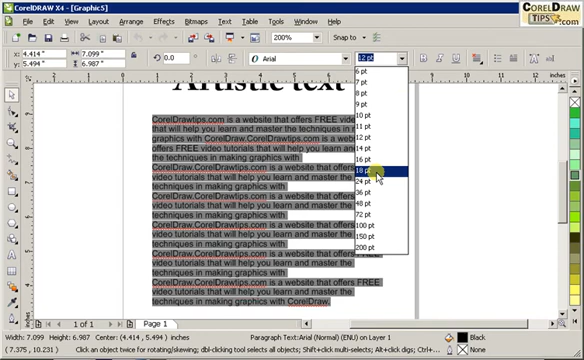 CorelDRAW X4 - [Graphic5]
CORELDRAW
TIPS.com
File Edit View Layout Arrange Effects Bitmaps Text Table Tools Window Help
200% Snap to
x: 4.414 " 7.099 "
y: 5.494 " 6.987 "
0.0 Arial 12 pt
inches
Artistic text
CorelDrawtips.com is a website that offers FREE
that will help you learn and master the techniques in
graphics with CorelDraw.CorelDrawtips.com is a
offers FREE video tutorials that will help you
the techniques in making graphics with
CorelDraw.CorelDrawtips.com is a website that
video tutorials that will help you learn and master the
techniques in making graphics with
CorelDraw.CorelDrawtips.com is a website that
video tutorials that will help you learn and master the
techniques in making graphics with
CorelDraw.CorelDrawtips.com is a website that
video tutorials that will help you learn and master the
techniques in making graphics with
CorelDraw.CorelDrawtips.com is a website that
video tutorials that will help you learn and master the
techniques in making graphics with
CorelDraw.CorelDrawtips.com is a website that offers FREE
video tutorials that will help you learn and master the
techniques in making graphics with CorelDraw.
6 pt
7 pt
8 pt
9 pt
10 pt
11 pt
12 pt
14 pt
16 pt
18 pt
24 pt
36 pt
48 pt
72 pt
100 pt
150 pt
200 pt
1 of 1 Page 1
Width: 7.099 Height: 6.987 Center: (4.414, 5.494) inches Paragraph Text:Arial (Normal) (ENU) on Layer 1 Black
(7.375, 10.231) Click an object twice for rotating/skewing; dbl-clicking tool selects all objects; Shift+click multi-selects; Alt+click digs; Ctrl+... None